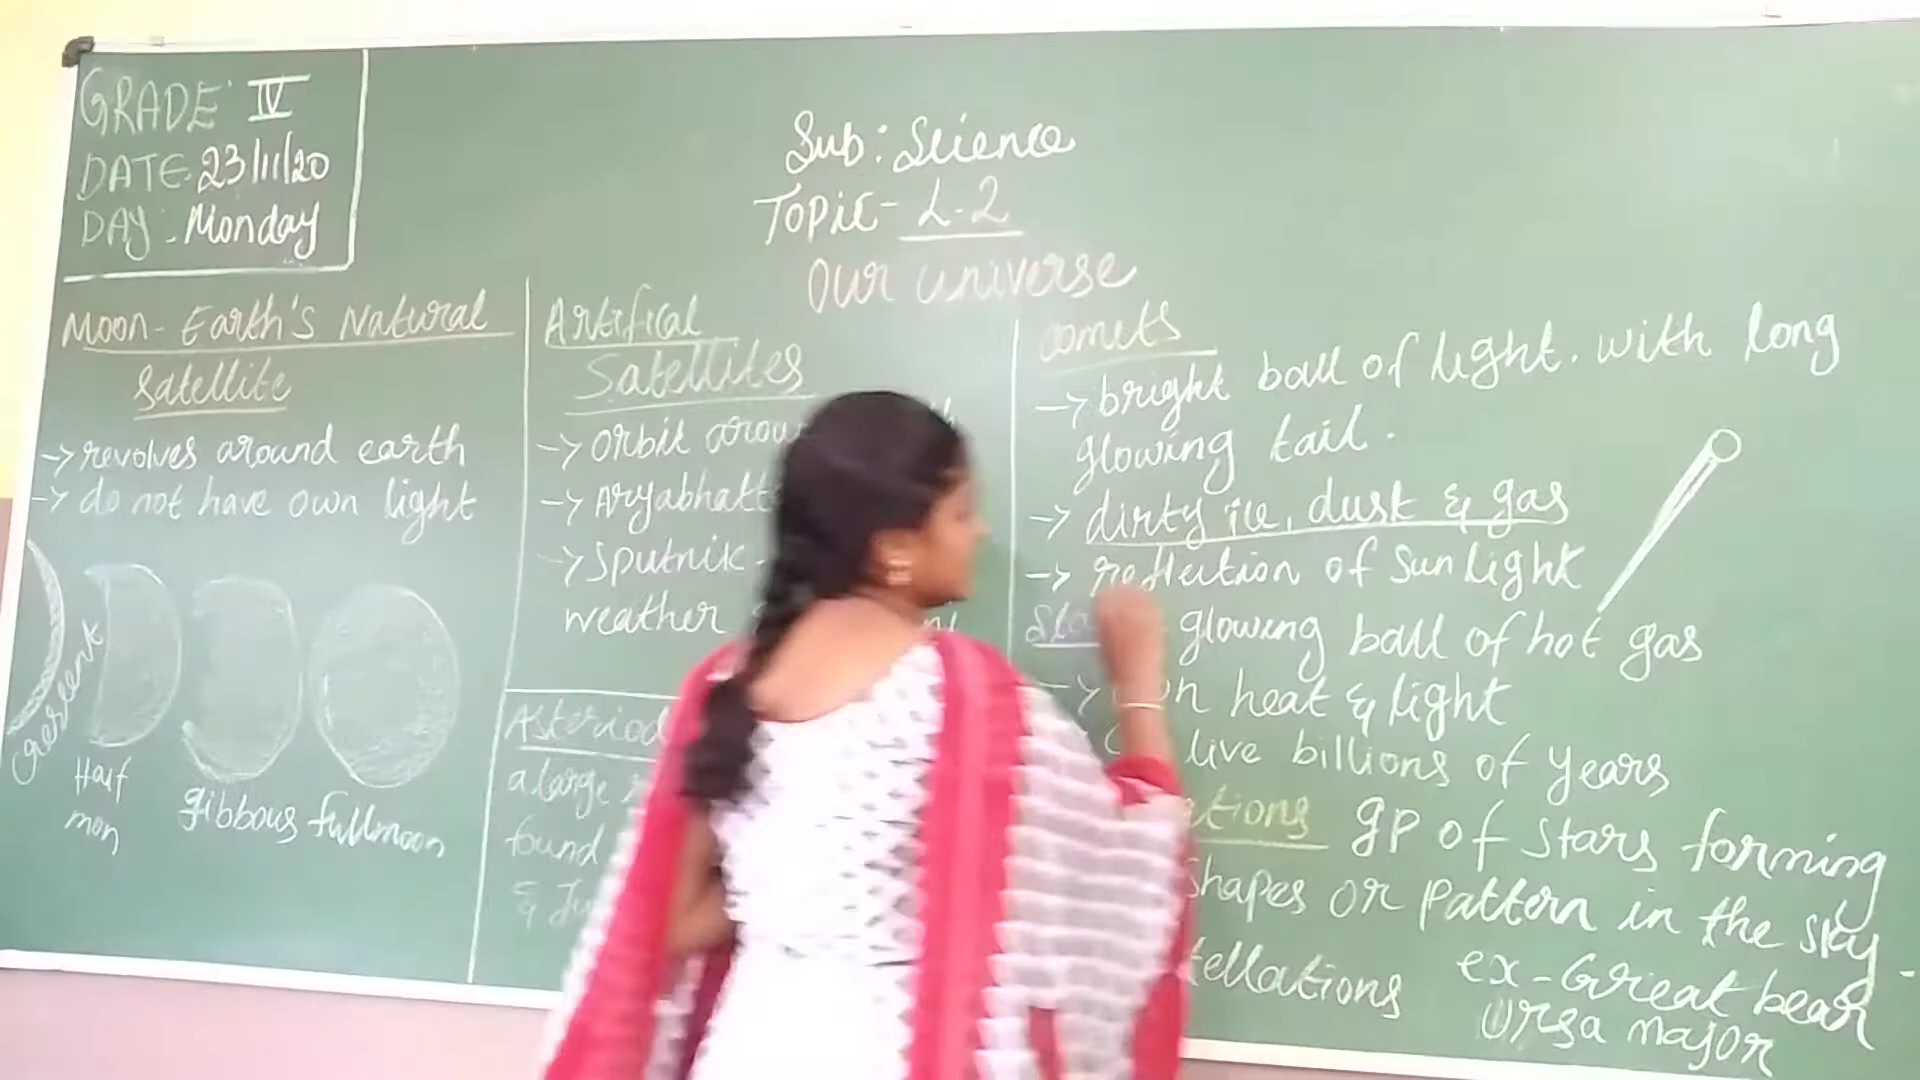 GRADE: IV
DATE- 23/11/20
DAY: Monday
Sub: Science
Topic- L-2
Our universe
Moon- Earth's Natural
Satellite
-> revolves around earth
-> do not have own light
crescent
Half
mon
gibbous
fullmoon
Artifical
Satellites
-> orbit
-> Aryabhatt
-> Sputnik -
weather
Asteriod
a large
found
&
comets
-> bright ball of light. with long
glowing tail.
-> dirty ice, dust & gas
-> reflection of Sunlight
glowing ball of hot gas
-> heat & light
live billions of years
ations gp of stars forming
Shapes or pattern in the sky -
tellations ex- Great bear
Ursa major